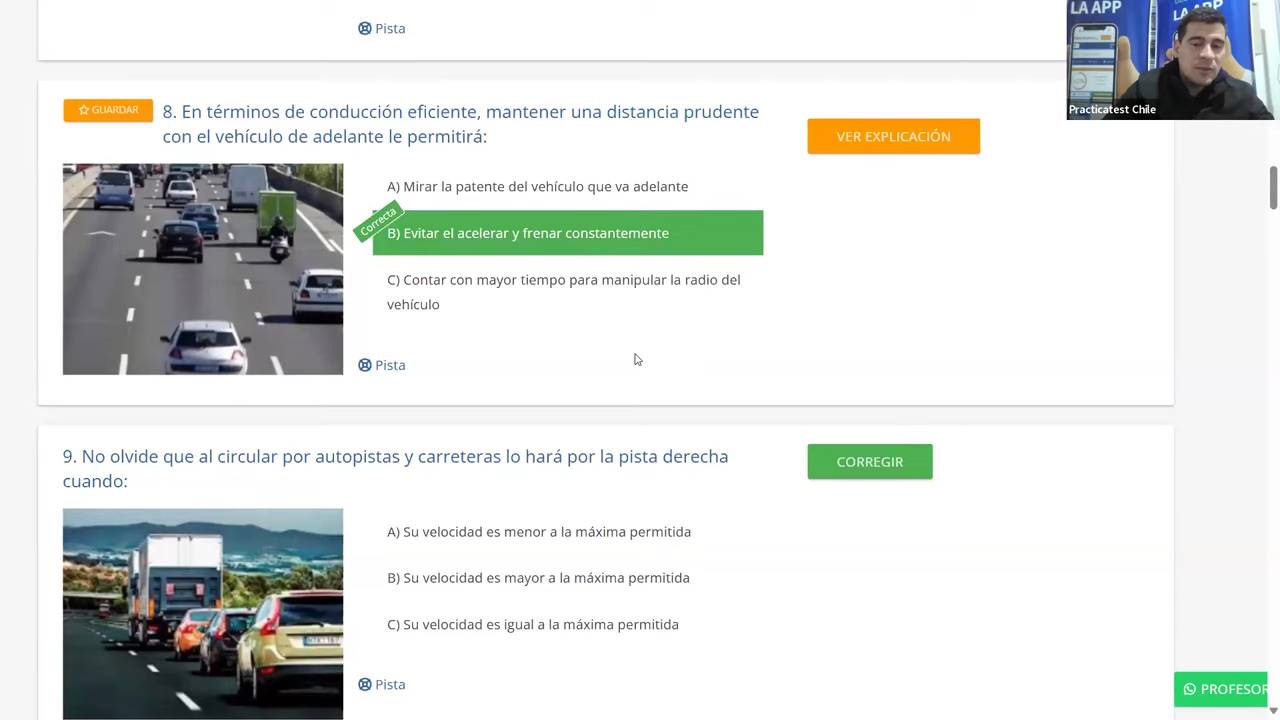 Pista
LA APP
LA APP
Practicatest Chile
GUARDAR
8. En términos de conducción eficiente, mantener una distancia prudente
con el vehículo de adelante le permitirá:
VER EXPLICACIÓN
A) Mirar la patente del vehículo que va adelante
Correcta
B) Evitar el acelerar y frenar constantemente
C) Contar con mayor tiempo para manipular la radio del
vehículo
Pista
9. No olvide que al circular por autopistas y carreteras lo hará por la pista derecha
cuando:
CORREGIR
A) Su velocidad es menor a la máxima permitida
B) Su velocidad es mayor a la máxima permitida
C) Su velocidad es igual a la máxima permitida
Pista
PROFESOR